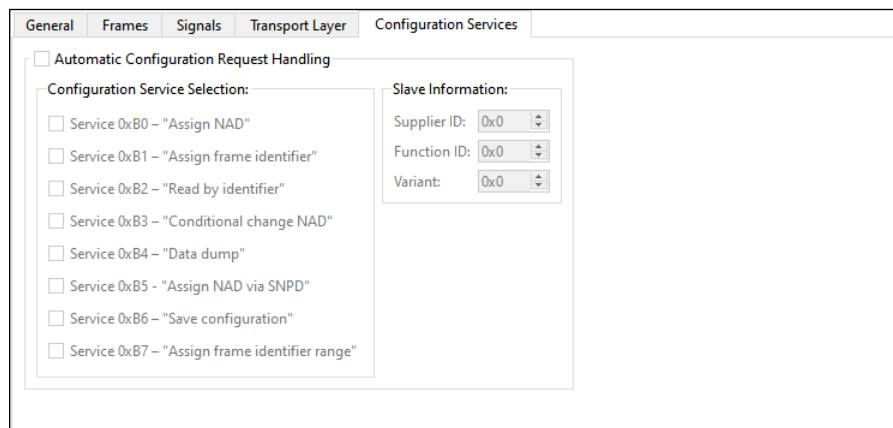 General Frames Signals Transport Layer Configuration Services
Automatic Configuration Request Handling
Configuration Service Selection:
Service 0xB0 – "Assign NAD"
Service 0xB1 – "Assign frame identifier"
Service 0xB2 – "Read by identifier"
Service 0xB3 – "Conditional change NAD"
Service 0xB4 – "Data dump"
Service 0xB5 - "Assign NAD via SNPD"
Service 0xB6 – "Save configuration"
Service 0xB7 – "Assign frame identifier range"
Slave Information:
Supplier ID: 0x0
Function ID: 0x0
Variant: 0x0